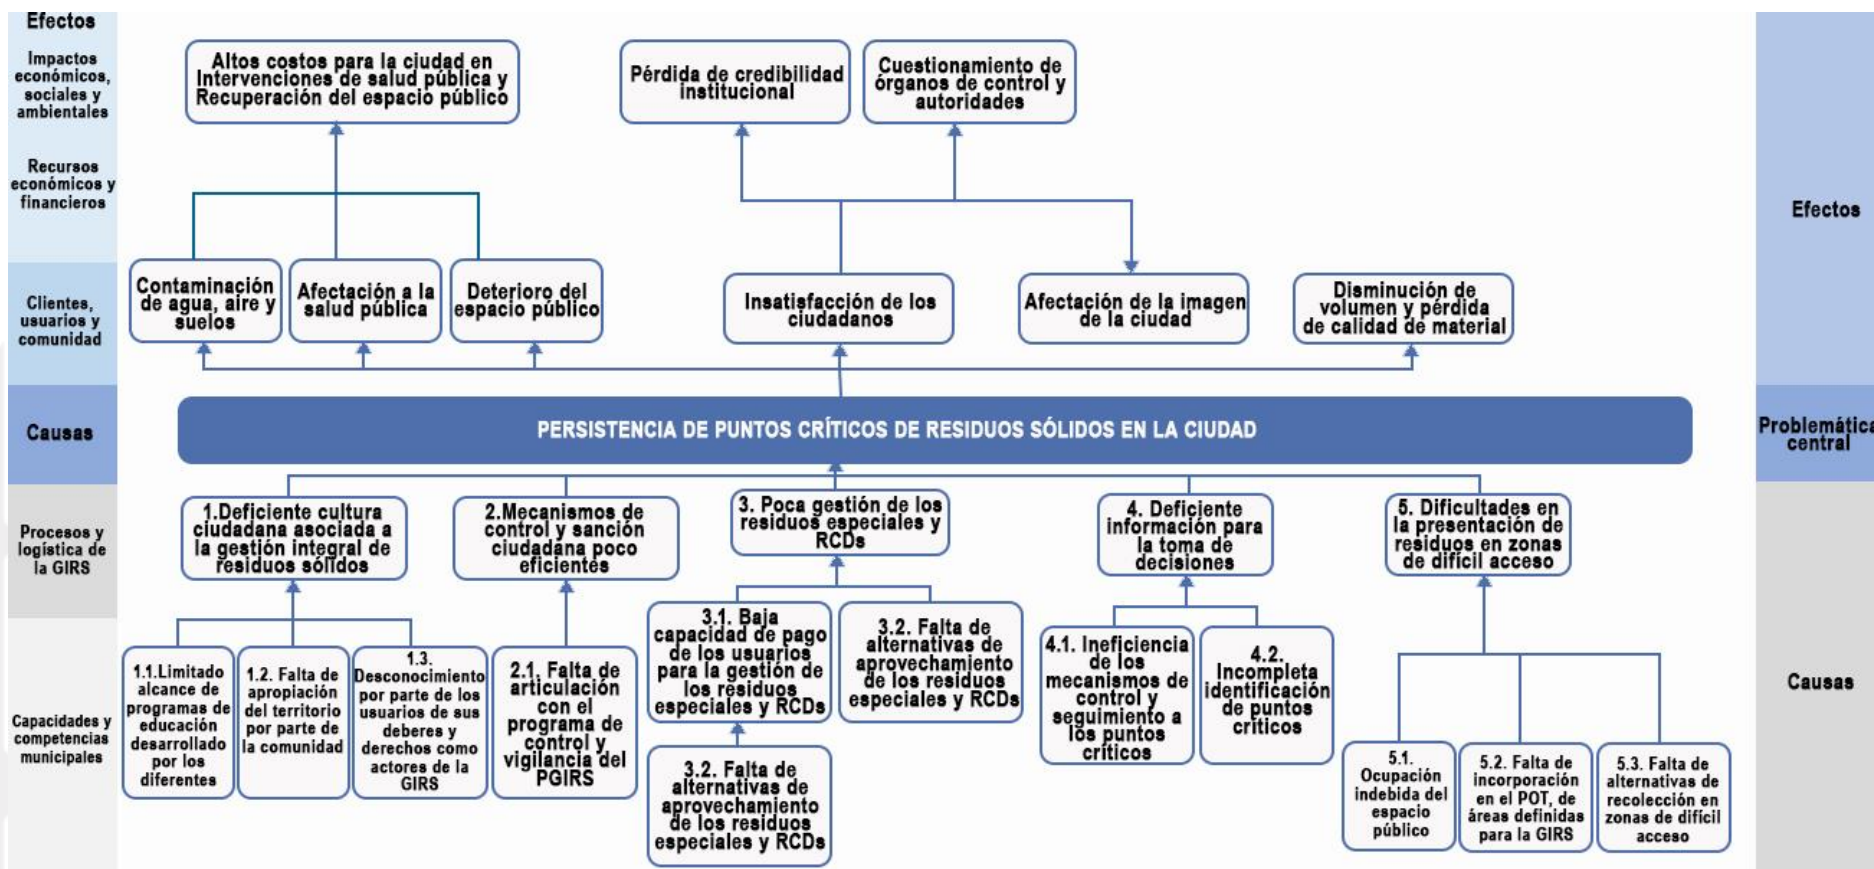 Efectos
Impactos
económicos,
sociales y
ambientales
Recursos
económicos y
financieros
Clientes,
usuarios y
comunidad
Causas
Procesos y
logística de
la GIRS
Capacidades y
competencias
municipales
Altos costos para la ciudad en
Intervenciones de salud pública y
Recuperación del espacio público
Pérdida de credibilidad
institucional
Cuestionamiento de
órganos de control y
autoridades
Contaminación
de agua, aire y
suelos
Afectación a la
salud pública
Deterioro del
espacio público
Insatisfacción de los
ciudadanos
Afectación de la imagen
de la ciudad
Disminución de
volumen y pérdida
de calidad de material
PERSISTENCIA DE PUNTOS CRÍTICOS DE RESIDUOS SÓLIDOS EN LA CIUDAD
1.Deficiente cultura
ciudadana asociada a
la gestión integral de
residuos sólidos
2.Mecanismos de
control y sanción
ciudadana poco
eficientes
3. Poca gestión de los
residuos especiales y
RCDs
4. Deficiente
información para
la toma de
decisiones
5. Dificultades en
la presentación de
residuos en zonas
de difícil acceso
1.1.Limitado
alcance de
programas de
educación
desarrollado
por los
diferentes
1.2. Falta de
apropiación
del territorio
por parte de
la comunidad
1.3.
Desconocimiento
por parte de los
usuarios de sus
deberes y
derechos como
actores de la
GIRS
2.1. Falta de
articulación
con el
programa de
control y
vigilancia del
PGIRS
3.1. Baja
capacidad de pago
de los usuarios
para la gestión de
los residuos
especiales y RCDs
3.2. Falta de
alternativas de
aprovechamiento
de los residuos
especiales y RCDs
3.2. Falta de
alternativas de
aprovechamiento
de los residuos
especiales y RCDs
4.1. Ineficiencia
de los
mecanismos de
control y
seguimiento a
los puntos
críticos
4.2.
Incompleta
identificación
de puntos
críticos
5.1.
Ocupación
indebida del
espacio
público
5.2. Falta de
incorporación
en el POT, de
áreas definidas
para la GIRS
5.3. Falta de
alternativas de
recolección en
zonas de difícil
acceso
Efectos
Problemática
central
Causas